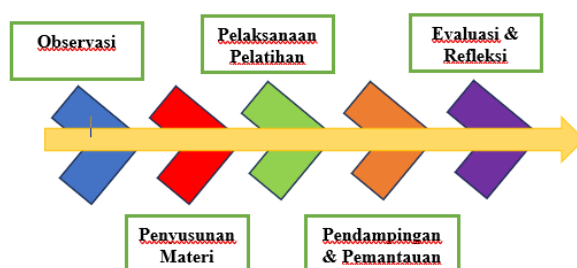 Observasi
Pelaksanaan
Pelatihan
Evaluasi &
Refleksi
Penyusunan
Materi
Pendampingan
& Pemantauan